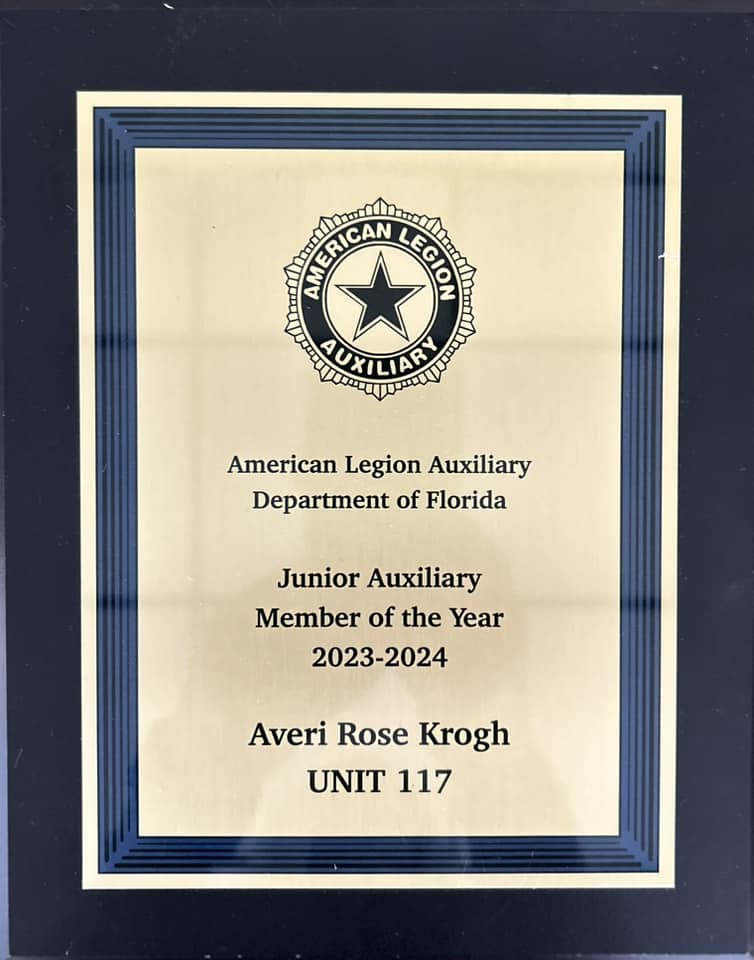 AMERICAN LEGION
AUXILIARY
American Legion Auxiliary
Department of Florida
Junior Auxiliary
Member of the Year
2023-2024
Averi Rose Krogh
UNIT 117